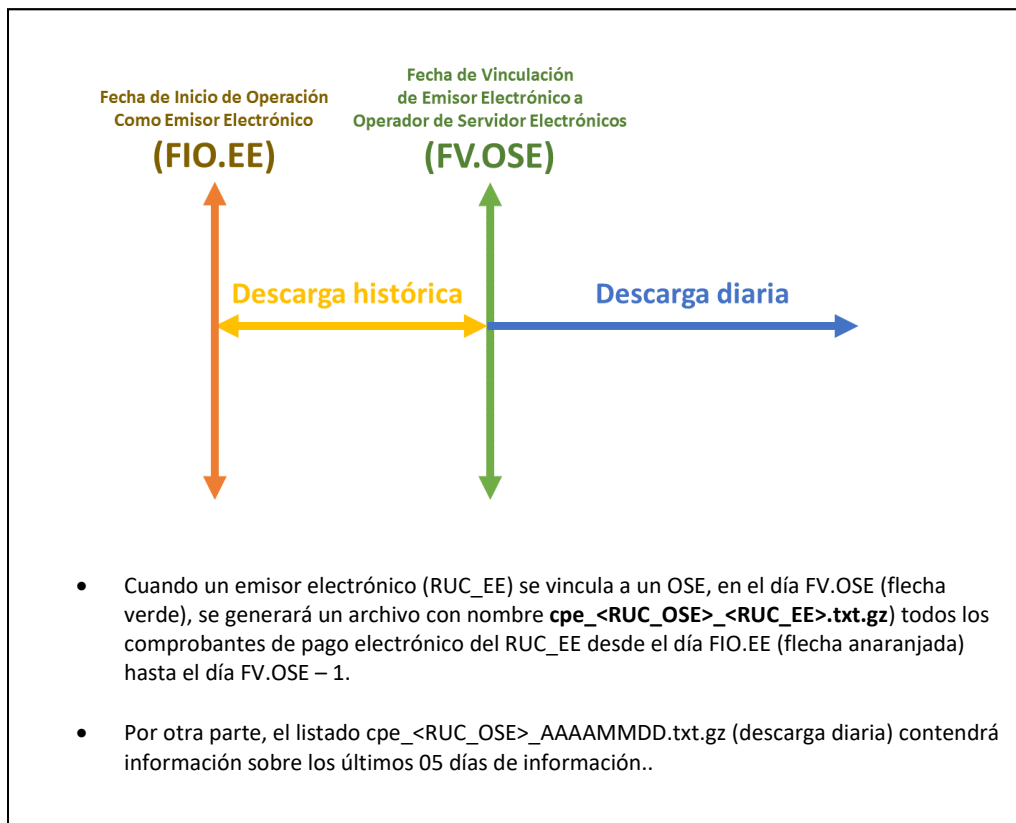 Fecha de Inicio de Operación
Como Emisor Electrónico
(FIO.EE)
Fecha de Vinculación
de Emisor Electrónico a
Operador de Servidor Electrónicos
(FV.OSE)
Descarga histórica
Descarga diaria
• Cuando un emisor electrónico (RUC_EE) se vincula a un OSE, en el día FV.OSE (flecha
verde), se generará un archivo con nombre cpe_<RUC_OSE>_<RUC_EE>.txt.gz) todos los
comprobantes de pago electrónico del RUC_EE desde el día FIO.EE (flecha anaranjada)
hasta el día FV.OSE – 1.
• Por otra parte, el listado cpe_<RUC_OSE>_AAAAMMDD.txt.gz (descarga diaria) contendrá
información sobre los últimos 05 días de información..